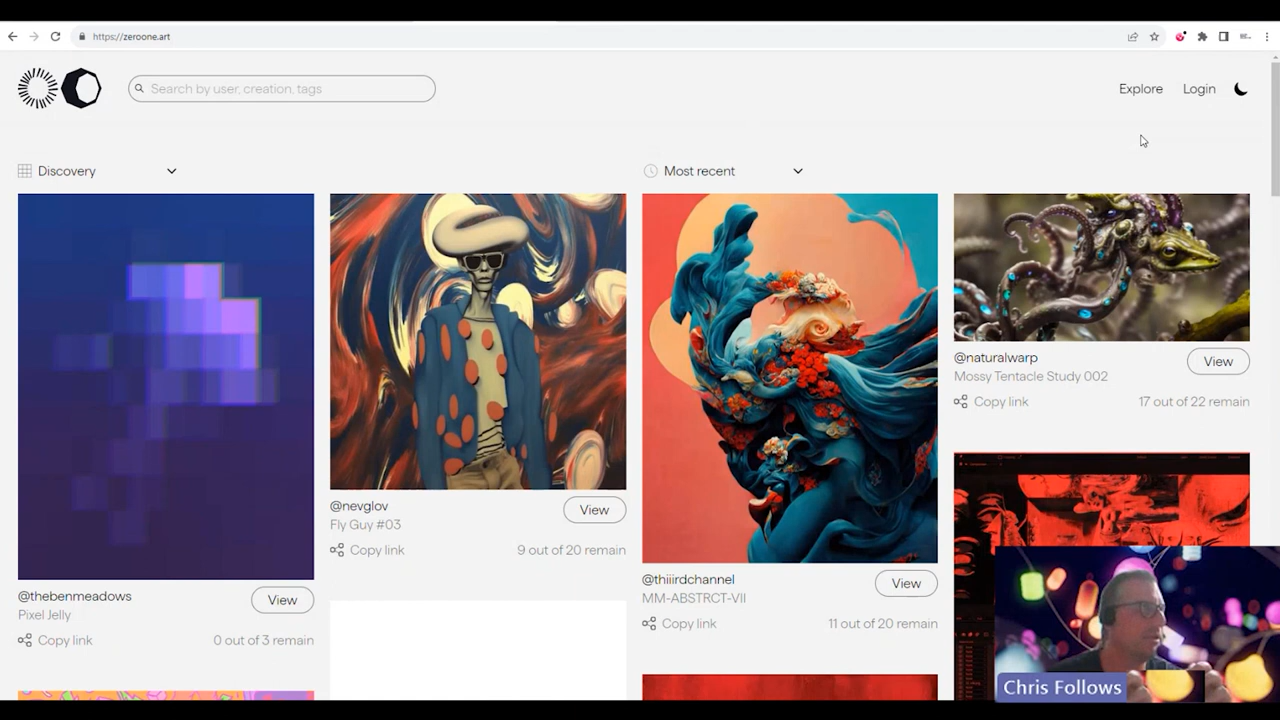 https://zeroone.art
Search by user, creation, tags
Explore
Login
Discovery
Most recent
@thebenmeadows
Pixel Jelly
View
Copy link
0 out of 3 remain
@nevglov
Fly Guy #03
View
Copy link
9 out of 20 remain
@thiiirdchannel
MM-ABSTRCT-VII
View
Copy link
11 out of 20 remain
@naturalwarp
Mossy Tentacle Study 002
View
Copy link
17 out of 22 remain
Chris Follows